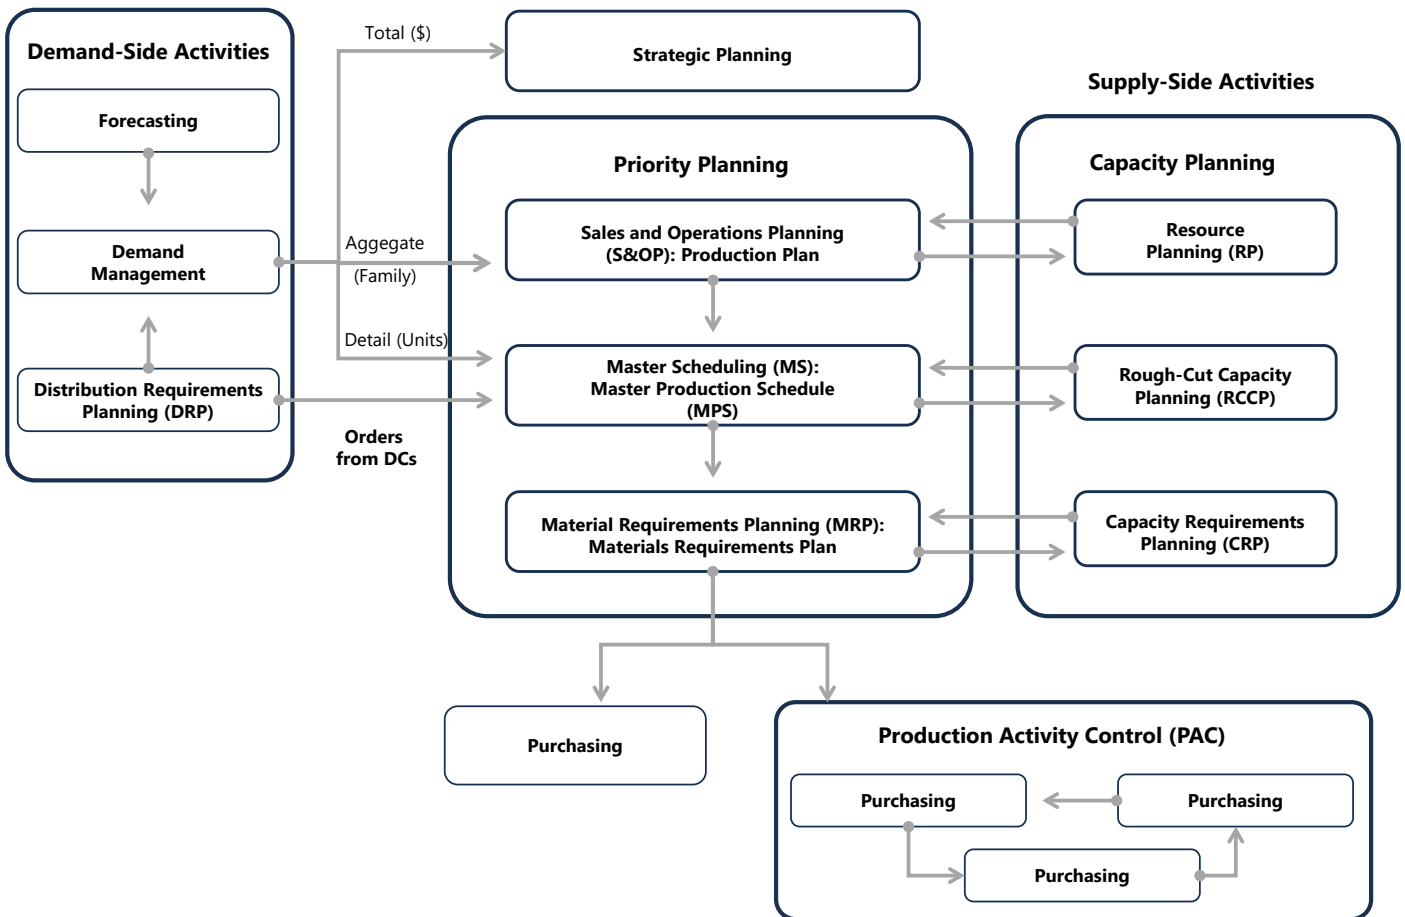 Demand-Side Activities
Forecasting
Demand
Management
Distribution Requirements
Planning (DRP)
Total ($)
Aggegate
(Family)
Detail (Units)
Orders
from DCs
Strategic Planning
Priority Planning
Sales and Operations Planning
(S&OP): Production Plan
Master Scheduling (MS):
Master Production Schedule
(MPS)
Material Requirements Planning (MRP):
Materials Requirements Plan
Supply-Side Activities
Capacity Planning
Resource
Planning (RP)
Rough-Cut Capacity
Planning (RCCP)
Capacity Requirements
Planning (CRP)
Purchasing
Production Activity Control (PAC)
Purchasing
Purchasing
Purchasing